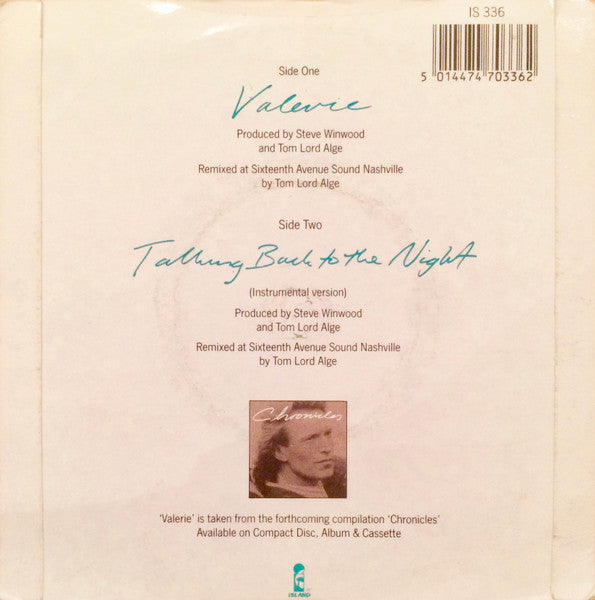 IS 336
5 014474 703362
Side One
Valerie
Produced by Steve Winwood
and Tom Lord Alge
Remixed at Sixteenth Avenue Sound Nashville
by Tom Lord Alge
Side Two
Talking Back to the Night
(Instrumental version)
Produced by Steve Winwood
and Tom Lord Alge
Remixed at Sixteenth Avenue Sound Nashville
by Tom Lord Alge
Chronicles
'Valerie' is taken from the forthcoming compilation 'Chronicles'
Available on Compact Disc, Album & Cassette
ISLAND